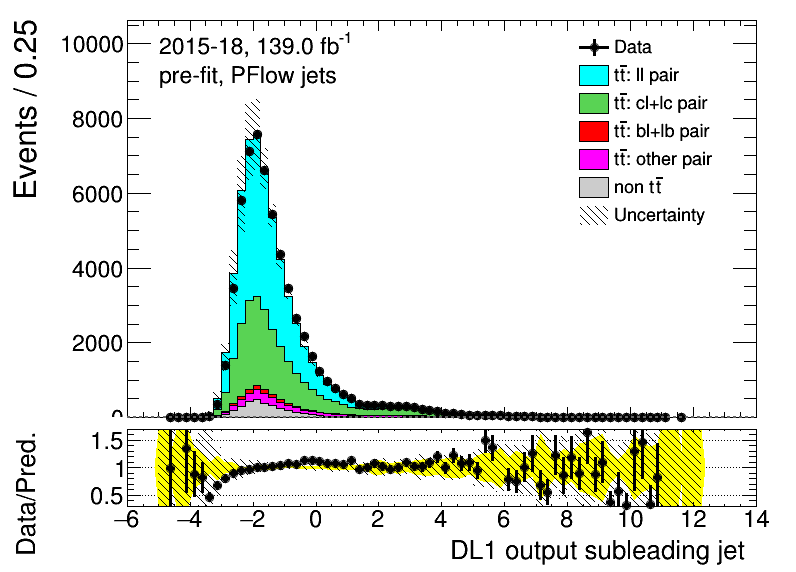 Events / 0.25
10000
8000
6000
4000
2000
0
2015-18, 139.0 fb⁻¹
pre-fit, PFlow jets
Data
tt̄: ll pair
tt̄: cl+lc pair
tt̄: bl+lb pair
tt̄: other pair
non tt̄
Uncertainty
Data/Pred.
1.5
1
0.5
−6 −4 −2 0 2 4 6 8 10 12 14
DL1 output subleading jet